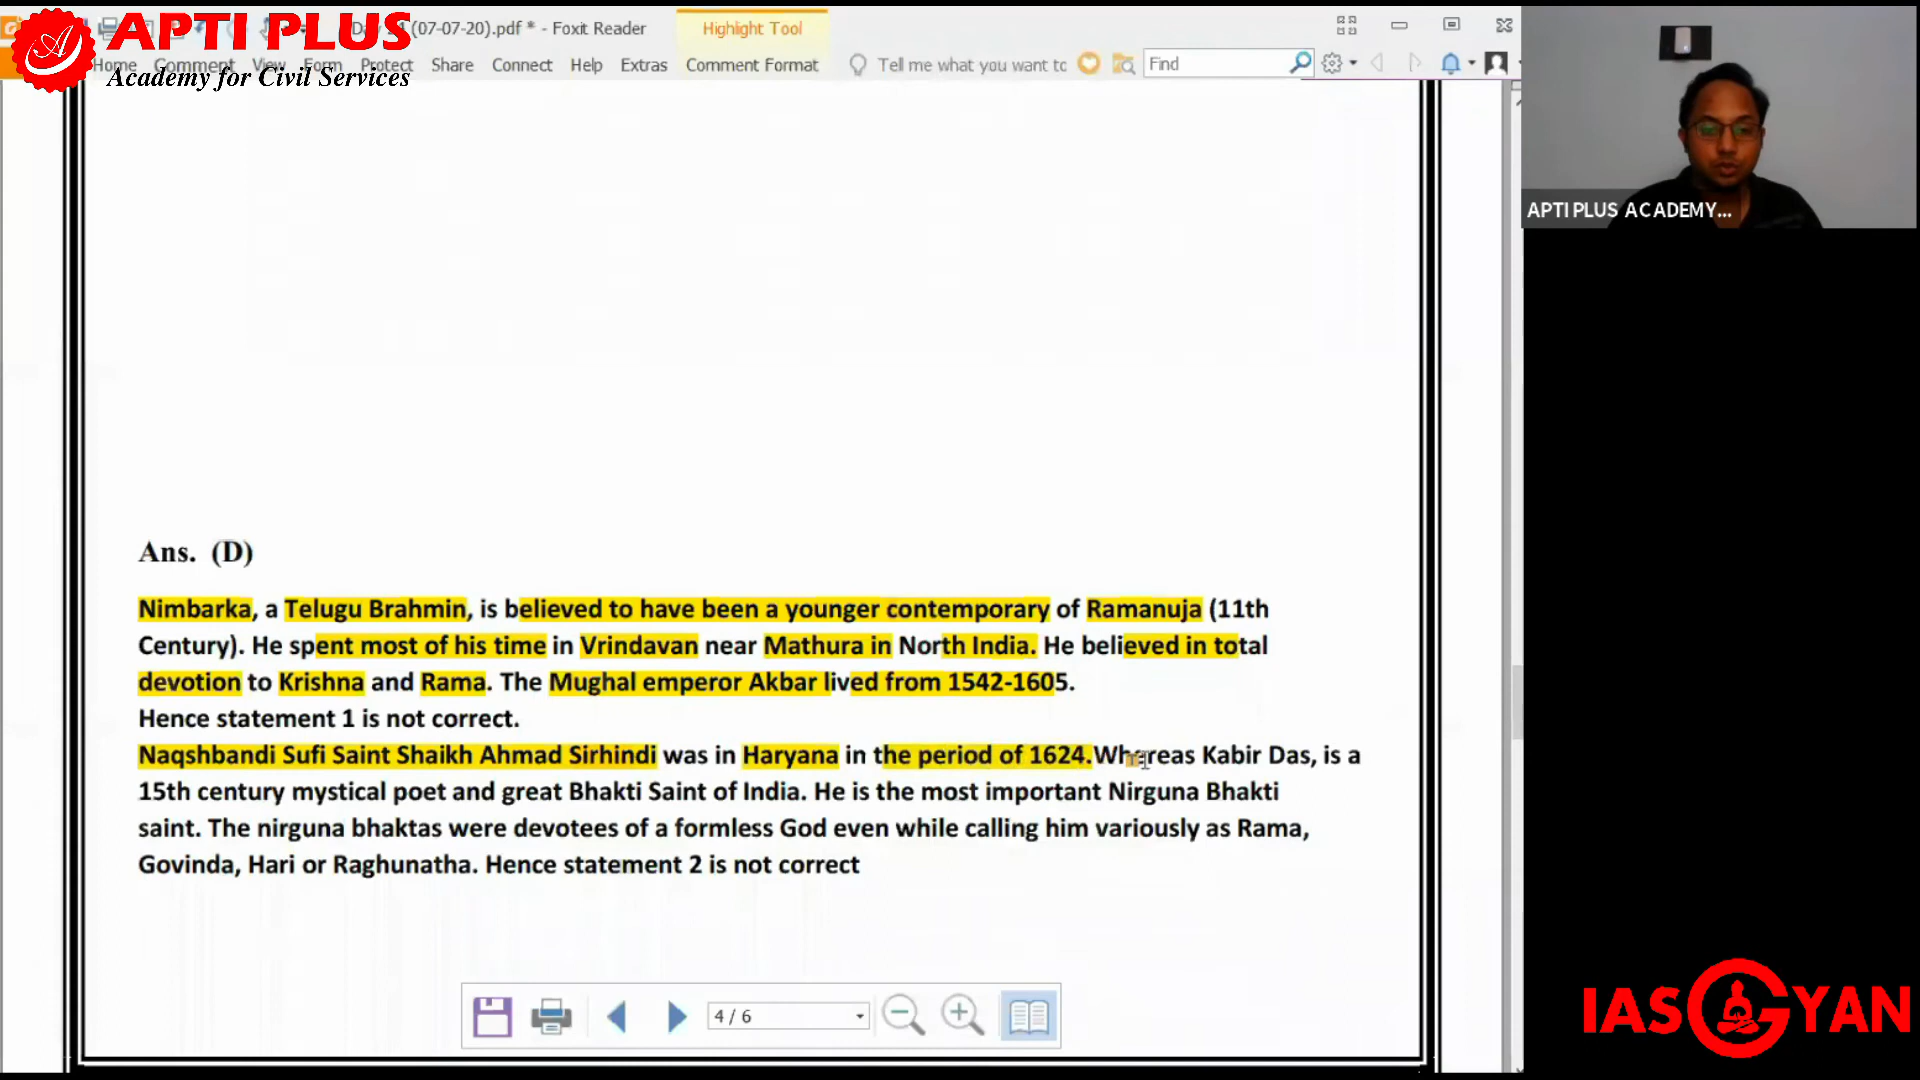 APTI PLUS
Academy for Civil Services
(07-07-20).pdf * - Foxit Reader
Highlight Tool
Home Comment View Form Protect Share Connect Help Extras Comment Format Tell me what you want to Find
APTI PLUS ACADEMY...
Ans. (D)
Nimbarka, a Telugu Brahmin, is believed to have been a younger contemporary of Ramanuja (11th
Century). He spent most of his time in Vrindavan near Mathura in North India. He believed in total
devotion to Krishna and Rama. The Mughal emperor Akbar lived from 1542-1605.
Hence statement 1 is not correct.
Naqshbandi Sufi Saint Shaikh Ahmad Sirhindi was in Haryana in the period of 1624.Whereas Kabir Das, is a
15th century mystical poet and great Bhakti Saint of India. He is the most important Nirguna Bhakti
saint. The nirguna bhaktas were devotees of a formless God even while calling him variously as Rama,
Govinda, Hari or Raghunatha. Hence statement 2 is not correct
4 / 6
IAS GYAN